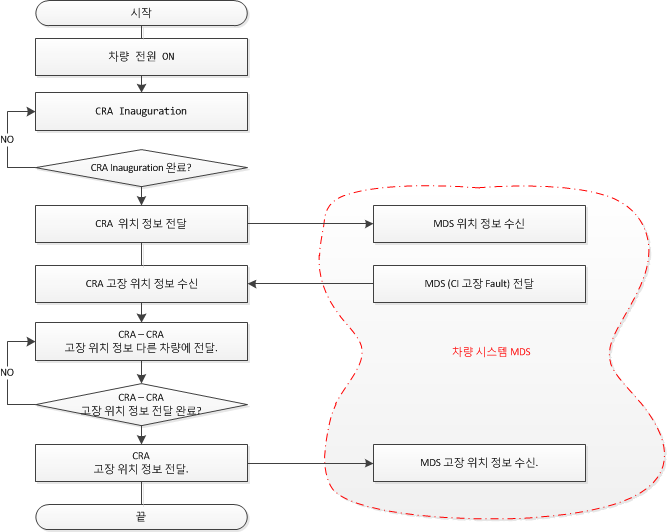 시작
차량 전원 ON
CRA Inauguration
NO
CRA Inauguration 완료?
CRA 위치 정보 전달
MDS 위치 정보 수신
CRA 고장 위치 정보 수신
MDS (CI 고장 Fault) 전달
CRA－CRA
고장 위치 정보 다른 차량에 전달.
차량 시스템 MDS
NO
CRA－CRA
고장 위치 정보 전달 완료?
CRA
고장 위치 정보 전달.
MDS 고장 위치 정보 수신.
끝